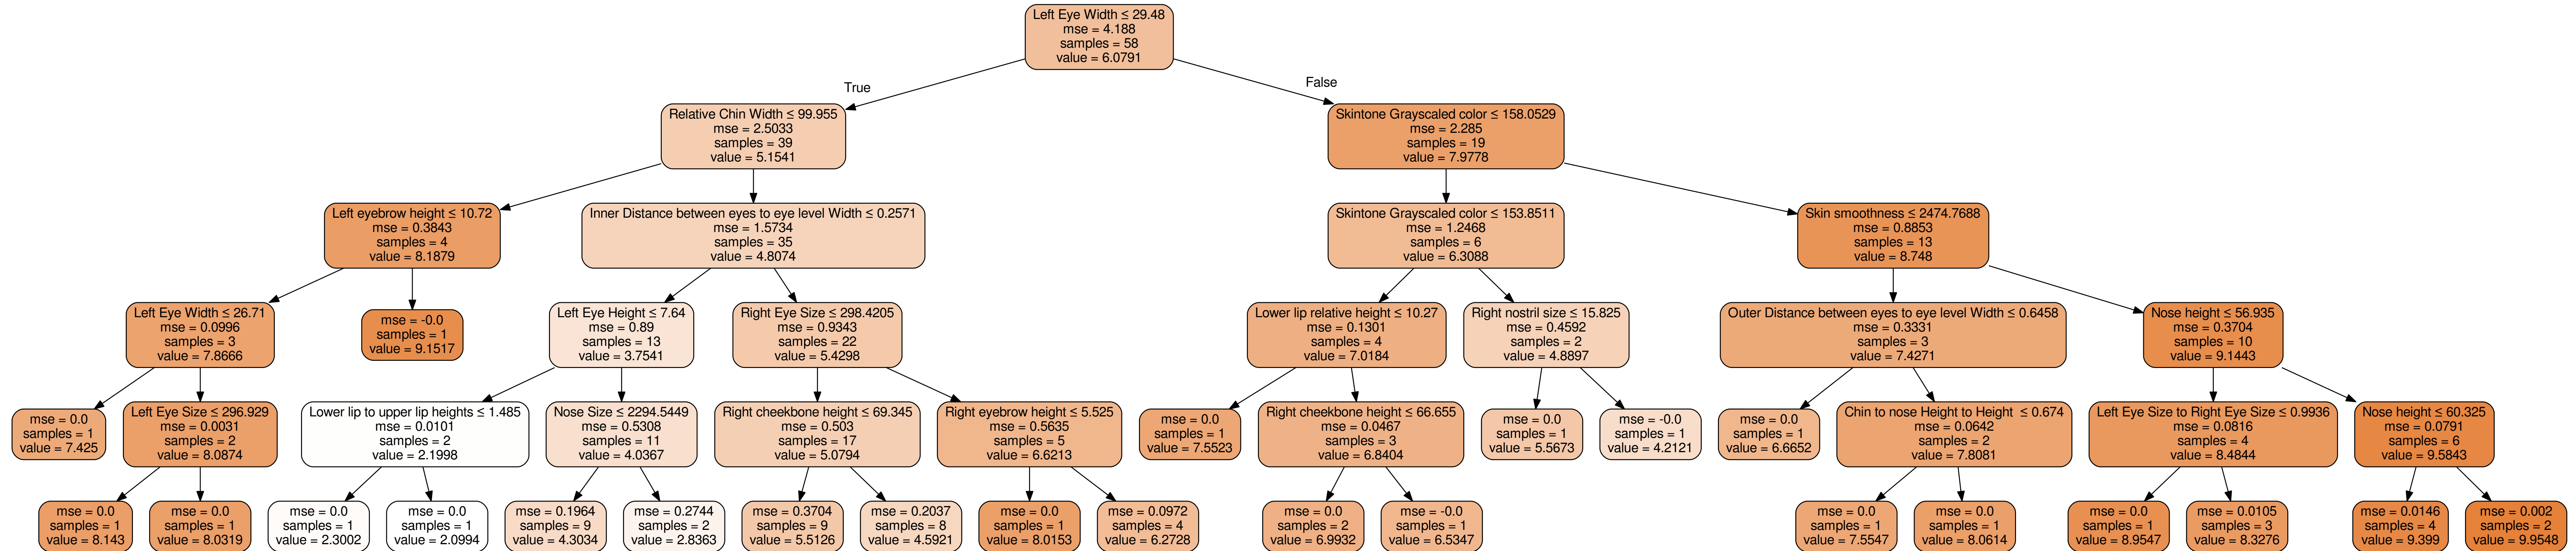 Left Eye Width ≤ 29.48
mse = 4.188
samples = 58
value = 6.0791
True
False
Relative Chin Width ≤ 99.955
mse = 2.5033
samples = 39
value = 5.1541
Skintone Grayscaled color ≤ 158.0529
mse = 2.285
samples = 19
value = 7.9778
Left eyebrow height ≤ 10.72
mse = 0.3843
samples = 4
value = 8.1879
Inner Distance between eyes to eye level Width ≤ 0.2571
mse = 1.5734
samples = 35
value = 4.8074
Skintone Grayscaled color ≤ 153.8511
mse = 1.2468
samples = 6
value = 6.3088
Skin smoothness ≤ 2474.7688
mse = 0.8853
samples = 13
value = 8.748
Left Eye Width ≤ 26.71
mse = 0.0996
samples = 3
value = 7.8666
mse = -0.0
samples = 1
value = 9.1517
Left Eye Height ≤ 7.64
mse = 0.89
samples = 13
value = 3.7541
Right Eye Size ≤ 298.4205
mse = 0.9343
samples = 22
value = 5.4298
Lower lip relative height ≤ 10.27
mse = 0.1301
samples = 4
value = 7.0184
Right nostril size ≤ 15.825
mse = 0.4592
samples = 2
value = 4.8897
Outer Distance between eyes to eye level Width ≤ 0.6458
mse = 0.3331
samples = 3
value = 7.4271
Nose height ≤ 56.935
mse = 0.3704
samples = 10
value = 9.1443
mse = 0.0
samples = 1
value = 7.425
Left Eye Size ≤ 296.929
mse = 0.0031
samples = 2
value = 8.0874
Lower lip to upper lip heights ≤ 1.485
mse = 0.0101
samples = 2
value = 2.1998
Nose Size ≤ 2294.5449
mse = 0.5308
samples = 11
value = 4.0367
Right cheekbone height ≤ 69.345
mse = 0.503
samples = 17
value = 5.0794
Right eyebrow height ≤ 5.525
mse = 0.5635
samples = 5
value = 6.6213
mse = 0.0
samples = 1
value = 7.5523
Right cheekbone height ≤ 66.655
mse = 0.0467
samples = 3
value = 6.8404
mse = 0.0
samples = 1
value = 5.5673
mse = -0.0
samples = 1
value = 4.2121
mse = 0.0
samples = 1
value = 6.6652
Chin to nose Height to Height ≤ 0.674
mse = 0.0642
samples = 2
value = 7.8081
Left Eye Size to Right Eye Size ≤ 0.9936
mse = 0.0816
samples = 4
value = 8.4844
Nose height ≤ 60.325
mse = 0.0791
samples = 6
value = 9.5843
mse = 0.0
samples = 1
value = 8.143
mse = 0.0
samples = 1
value = 8.0319
mse = 0.0
samples = 1
value = 2.3002
mse = 0.0
samples = 1
value = 2.0994
mse = 0.1964
samples = 9
value = 4.3034
mse = 0.2744
samples = 2
value = 2.8363
mse = 0.3704
samples = 9
value = 5.5126
mse = 0.2037
samples = 8
value = 4.5921
mse = 0.0
samples = 1
value = 8.0153
mse = 0.0972
samples = 4
value = 6.2728
mse = 0.0
samples = 2
value = 6.9932
mse = -0.0
samples = 1
value = 6.5347
mse = 0.0
samples = 1
value = 7.5547
mse = 0.0
samples = 1
value = 8.0614
mse = 0.0
samples = 1
value = 8.9547
mse = 0.0105
samples = 3
value = 8.3276
mse = 0.0146
samples = 4
value = 9.399
mse = 0.002
samples = 2
value = 9.9548